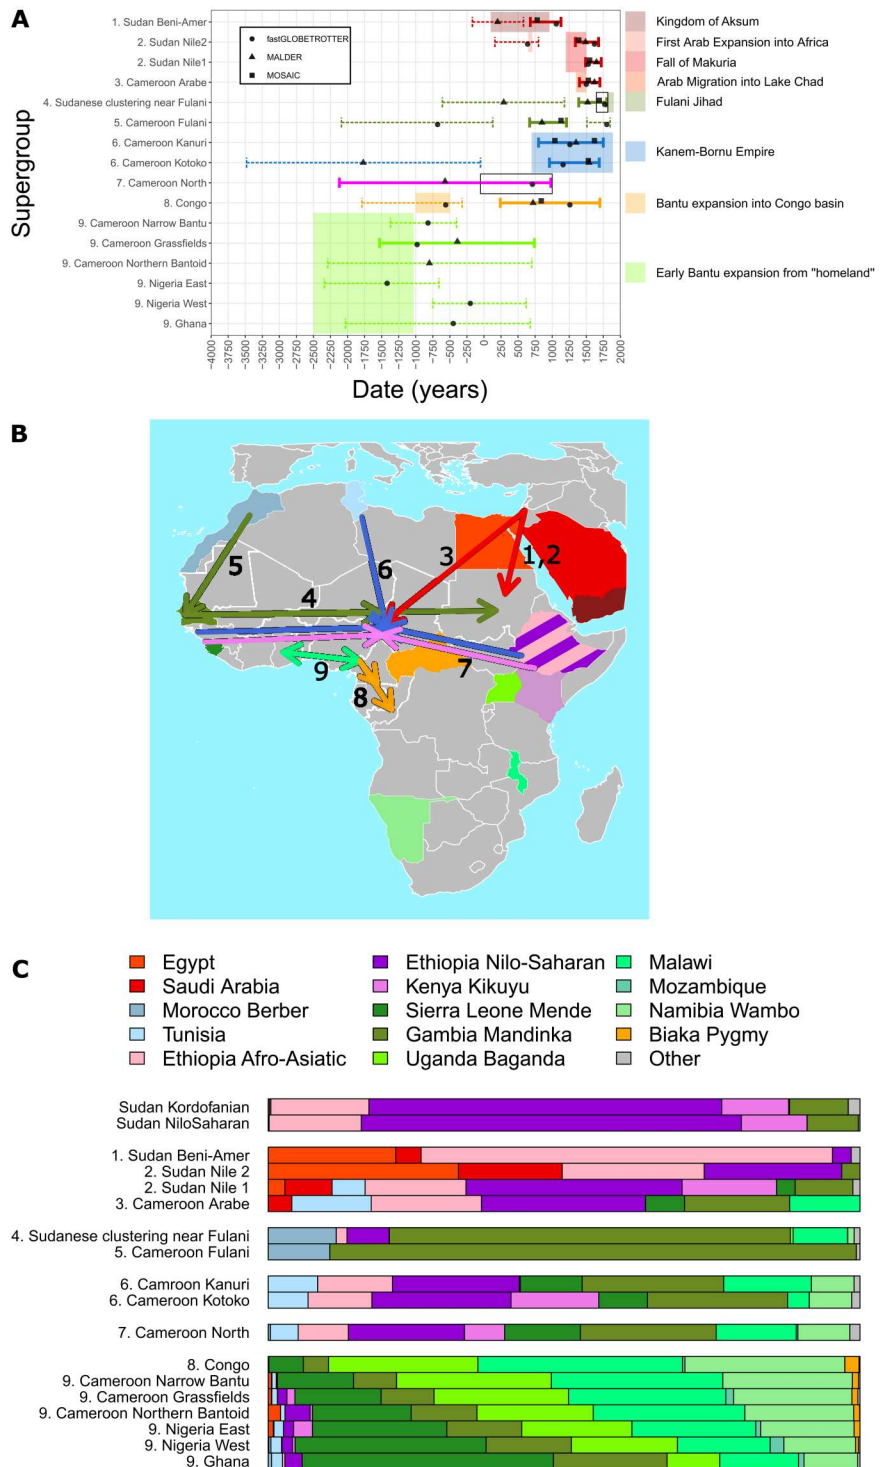 A
Supergroup
1. Sudan Beni-Amer
2. Sudan Nile2
2. Sudan Nile1
3. Cameroon Arabe
4. Sudanese clustering near Fulani
5. Cameroon Fulani
6. Cameroon Kanuri
6. Cameroon Kotoko
7. Cameroon North
8. Congo
9. Cameroon Narrow Bantu
9. Cameroon Grassfields
9. Cameroon Northern Bantoid
9. Nigeria East
9. Nigeria West
9. Ghana
fastGLOBETROTTER
MALDER
MOSAIC
Kingdom of Aksum
First Arab Expansion into Africa
Fall of Makuria
Arab Migration into Lake Chad
Fulani Jihad
Kanem-Bornu Empire
Bantu expansion into Congo basin
Early Bantu expansion from "homeland"
−4000 −3750 −3500 −3250 −3000 −2750 −2500 −2250 −2000 −1750 −1500 −1250 −1000 −750 −500 −250 0 250 500 750 1000 1250 1500 1750 2000
Date (years)
B
5
6
3
1,2
4
9
7
8
C
Egypt
Saudi Arabia
Morocco Berber
Tunisia
Ethiopia Afro-Asiatic
Ethiopia Nilo-Saharan
Kenya Kikuyu
Sierra Leone Mende
Gambia Mandinka
Uganda Baganda
Malawi
Mozambique
Namibia Wambo
Biaka Pygmy
Other
Sudan Kordofanian
Sudan NiloSaharan
1. Sudan Beni-Amer
2. Sudan Nile 2
2. Sudan Nile 1
3. Cameroon Arabe
4. Sudanese clustering near Fulani
5. Cameroon Fulani
6. Camroon Kanuri
6. Cameroon Kotoko
7. Cameroon North
8. Congo
9. Cameroon Narrow Bantu
9. Cameroon Grassfields
9. Cameroon Northern Bantoid
9. Nigeria East
9. Nigeria West
9. Ghana